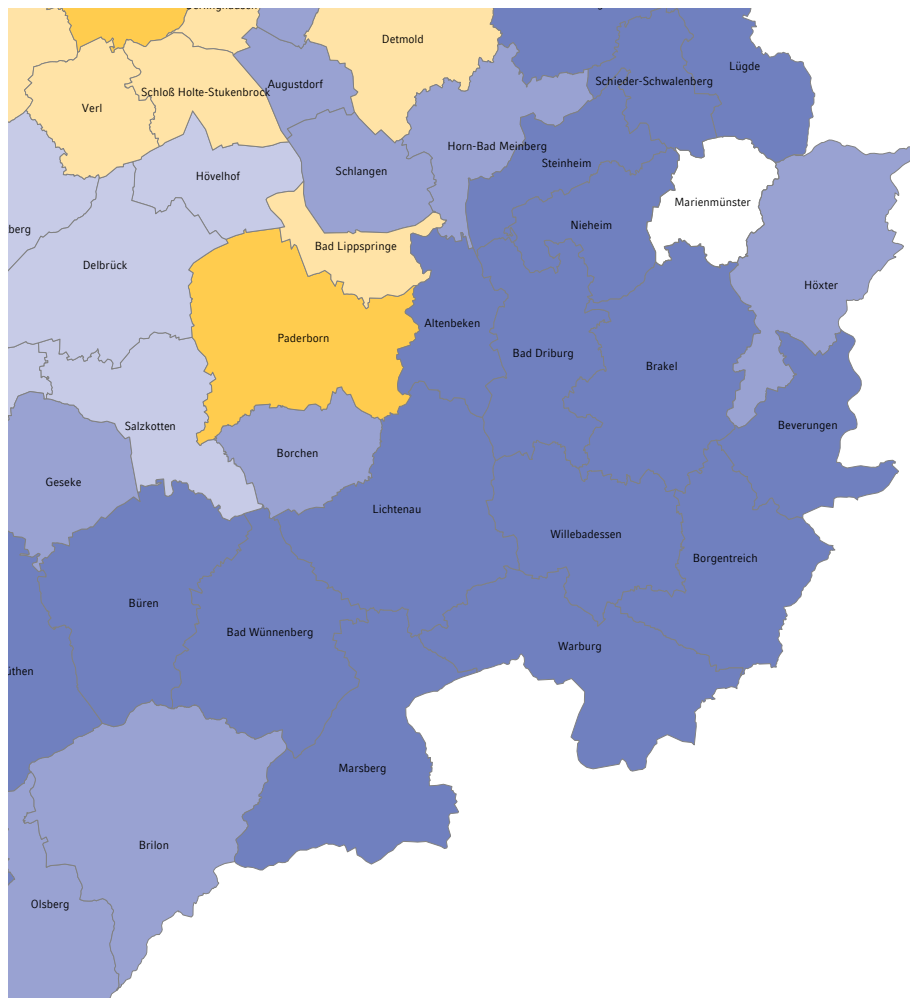 Detmold
Lügde
Schieder-Schwalenberg
Augustdorf
Schloß Holte-Stukenbrock
Verl
Horn-Bad Meinberg
Steinheim
Schlangen
Hövelhof
Marienmünster
Nieheim
berg
Bad Lippspringe
Delbrück
Höxter
Altenbeken
Paderborn
Bad Driburg
Brakel
Beverungen
Salzkotten
Borchen
Geseke
Lichtenau
Willebadessen
Borgentreich
Büren
Bad Wünnenberg
Warburg
üthen
Marsberg
Brilon
Olsberg